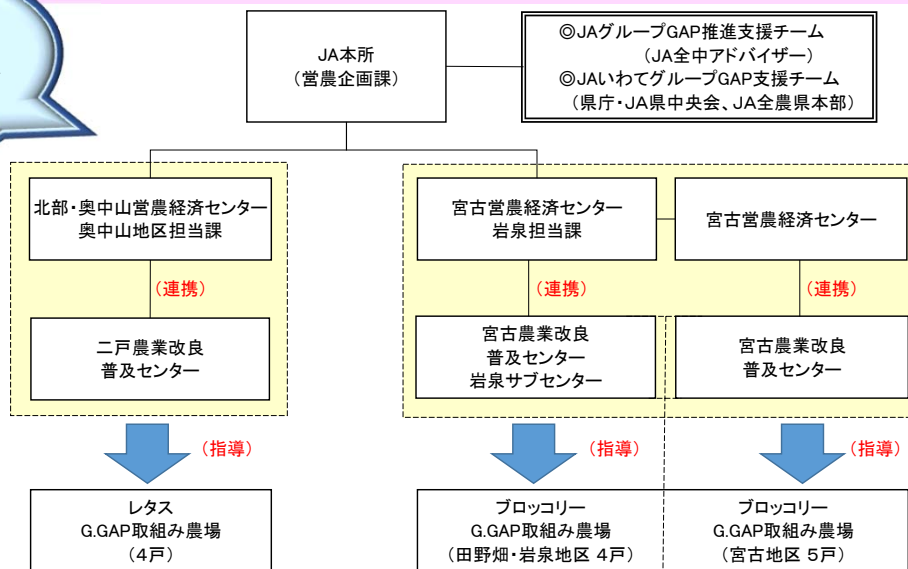 JA本所
(営農企画課)
◎JAグループGAP推進支援チーム
(JA全中アドバイザー)
◎JAいわてグループGAP支援チーム
(県庁・JA県中央会、JA全農県本部)
北部・奥中山営農経済センター
奥中山地区担当課
宮古営農経済センター
岩泉担当課
宮古営農経済センター
(連携)
(連携)
(連携)
二戸農業改良
普及センター
宮古農業改良
普及センター
岩泉サブセンター
宮古農業改良
普及センター
(指導)
(指導)
(指導)
レタス
G.GAP取組み農場
(4戸)
ブロッコリー
G.GAP取組み農場
(田野畑・岩泉地区 4戸)
ブロッコリー
G.GAP取組み農場
(宮古地区 5戸)